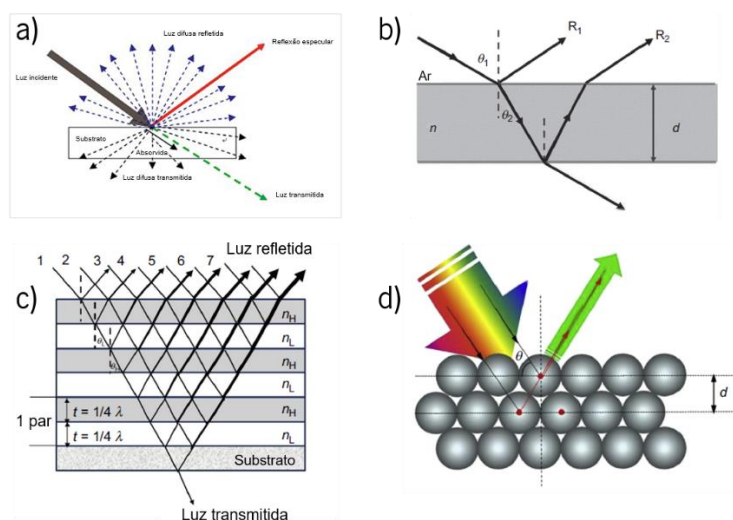 a)
Luz difusa refletida
Reflexão especular
Luz incidente
Substrato
Absorvida
Luz difusa transmitida
Luz transmitida
b)
θ1
R1
R2
Ar
n
θ2
d
c)
1 2 3 4 5 6 7
Luz refletida
nH
θL
nL
nH
nL
1 par
t = 1/4 λ
nH
t = 1/4 λ
nL
Substrato
Luz transmitida
d)
θ
d